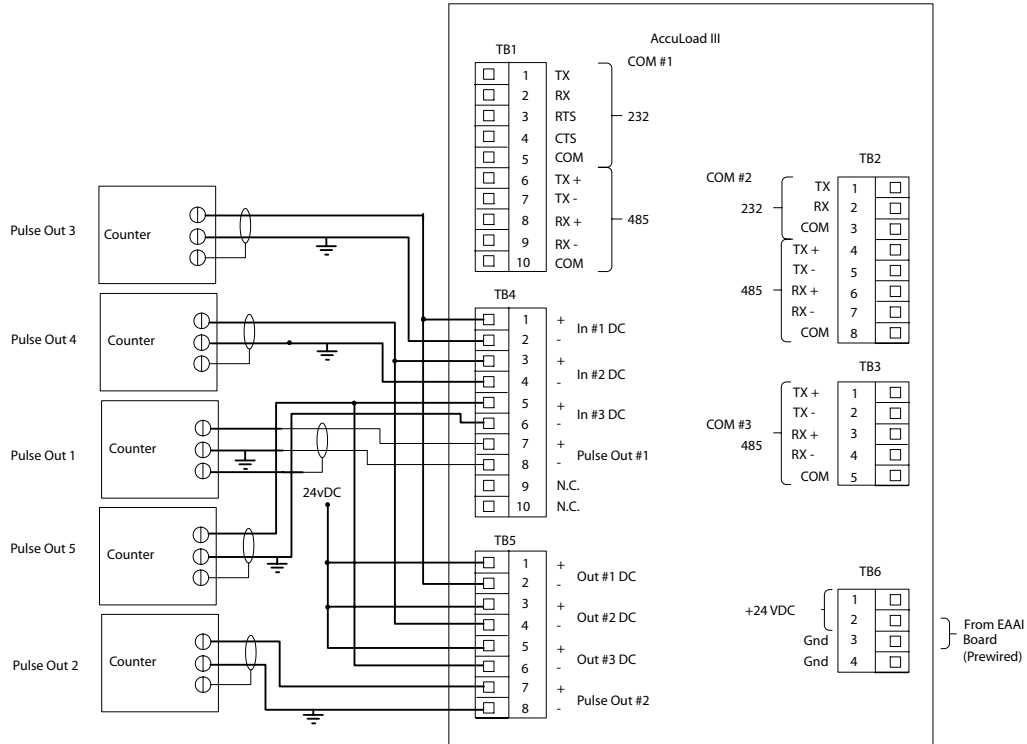 AccuLoad III
TB1
COM #1
1 TX
2 RX
3 RTS
4 CTS
5 COM
232
6 TX +
7 TX -
8 RX +
9 RX -
10 COM
485
TB2
COM #2
TX 1
RX 2
COM 3
232
TX + 4
TX - 5
RX + 6
RX - 7
COM 8
485
TB3
COM #3
485
TX + 1
TX - 2
RX + 3
RX - 4
COM 5
Pulse Out 3
Counter
Pulse Out 4
Counter
Pulse Out 1
Counter
Pulse Out 5
Counter
Pulse Out 2
Counter
24vDC
TB4
1 +
2 -
In #1 DC
3 +
4 -
In #2 DC
5 +
6 -
In #3 DC
7 +
8 -
Pulse Out #1
9 N.C.
10 N.C.
TB5
1 +
2 -
Out #1 DC
3 +
4 -
Out #2 DC
5 +
6 -
Out #3 DC
7 +
8 -
Pulse Out #2
TB6
+24 VDC
1
2
Gnd 3
Gnd 4
From EAAI
Board
(Prewired)